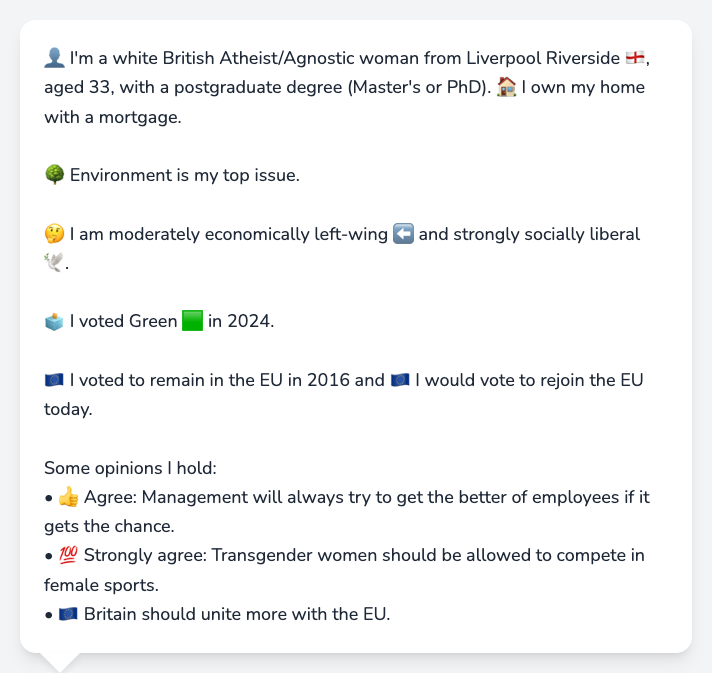 👤 I'm a white British Atheist/Agnostic woman from Liverpool Riverside 🏴󠁧󠁢󠁥󠁮󠁧󠁿,
aged 33, with a postgraduate degree (Master's or PhD). 🏠 I own my home
with a mortgage.
🌳 Environment is my top issue.
🤔 I am moderately economically left-wing ⬅️ and strongly socially liberal
🕊️.
🗳️ I voted Green 🟩 in 2024.
🇪🇺 I voted to remain in the EU in 2016 and 🇪🇺 I would vote to rejoin the EU
today.
Some opinions I hold:
• 👍 Agree: Management will always try to get the better of employees if it
gets the chance.
• 💯 Strongly agree: Transgender women should be allowed to compete in
female sports.
• 🇪🇺 Britain should unite more with the EU.